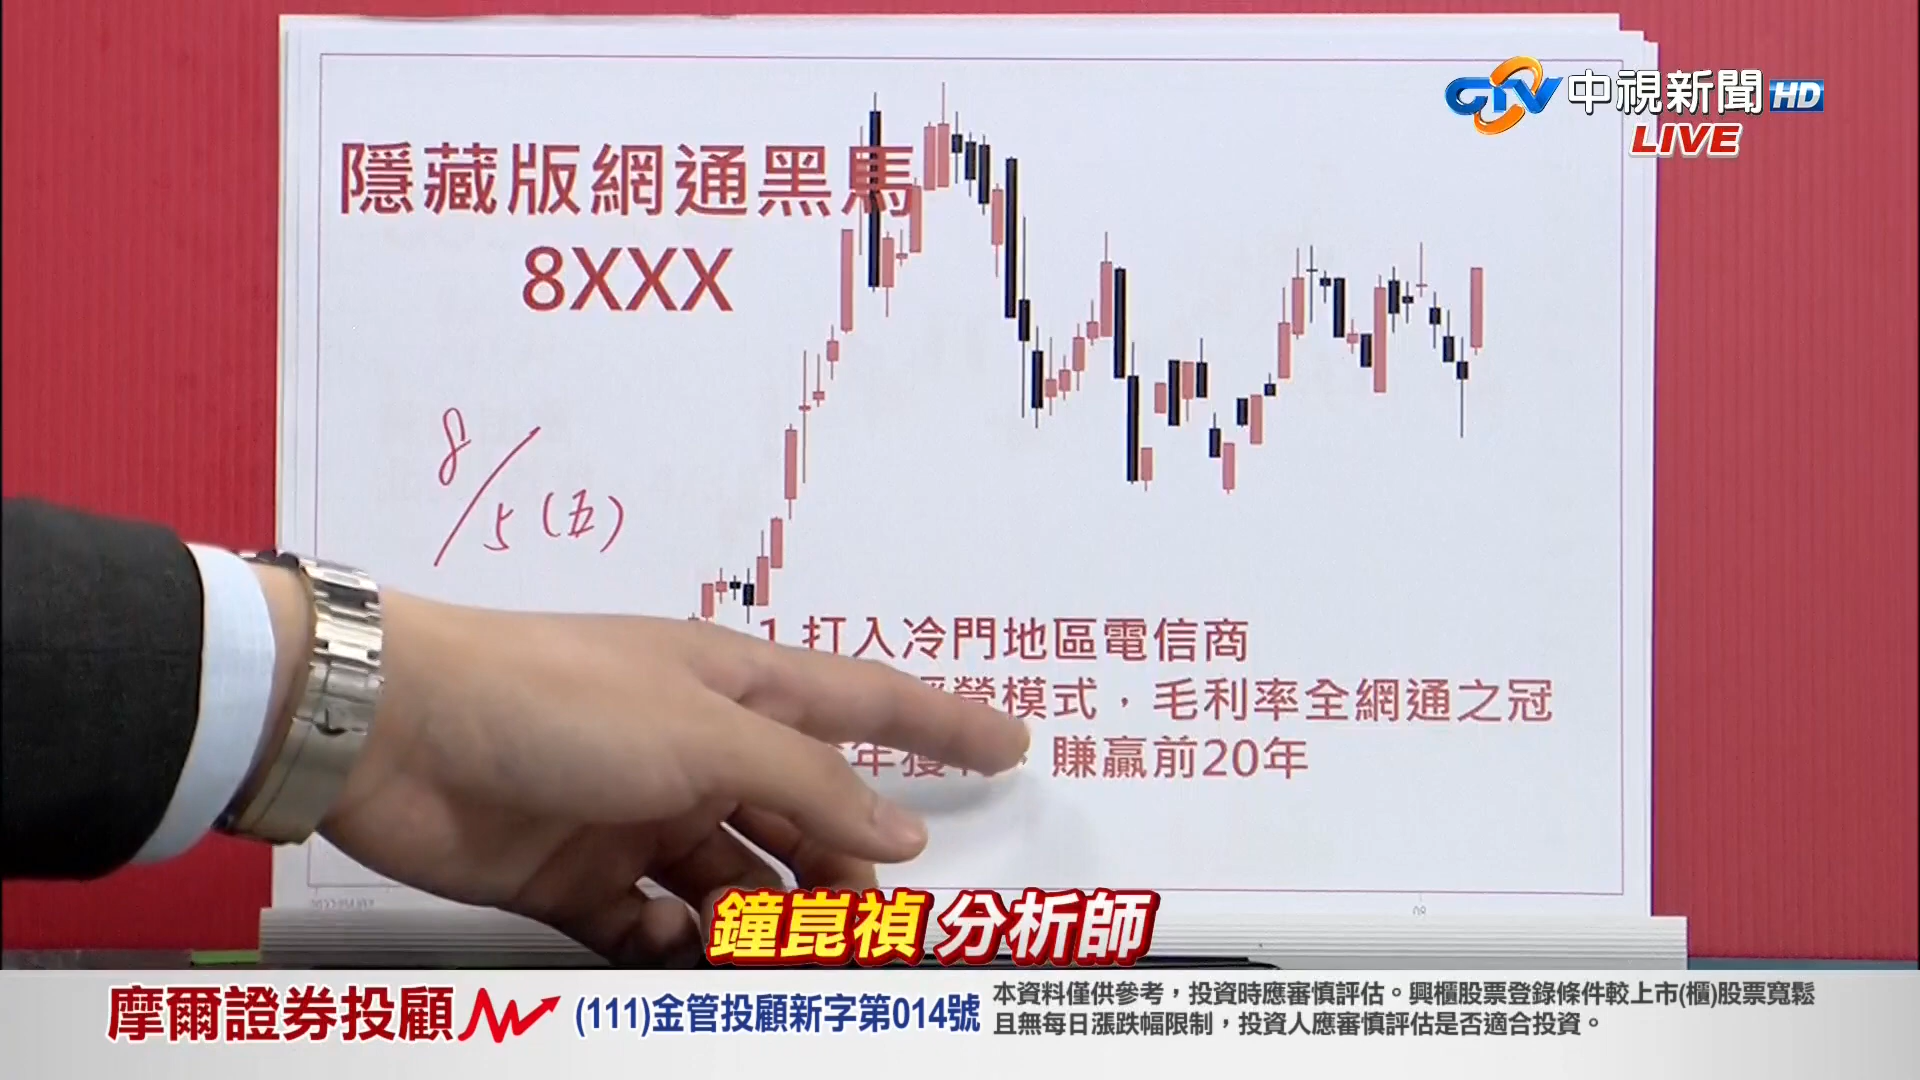 CTV 中視新聞 HD
LIVE
隱藏版網通黑馬
8XXX
8/5(五)
1.打入冷門地區電信商
營模式，毛利率全網通之冠
年獲利，賺贏前20年
鐘崑禎 分析師
摩爾證券投顧
(111)金管投顧新字第014號
本資料僅供參考，投資時應審慎評估。興櫃股票登錄條件較上市(櫃)股票寬鬆
且無每日漲跌幅限制，投資人應審慎評估是否適合投資。